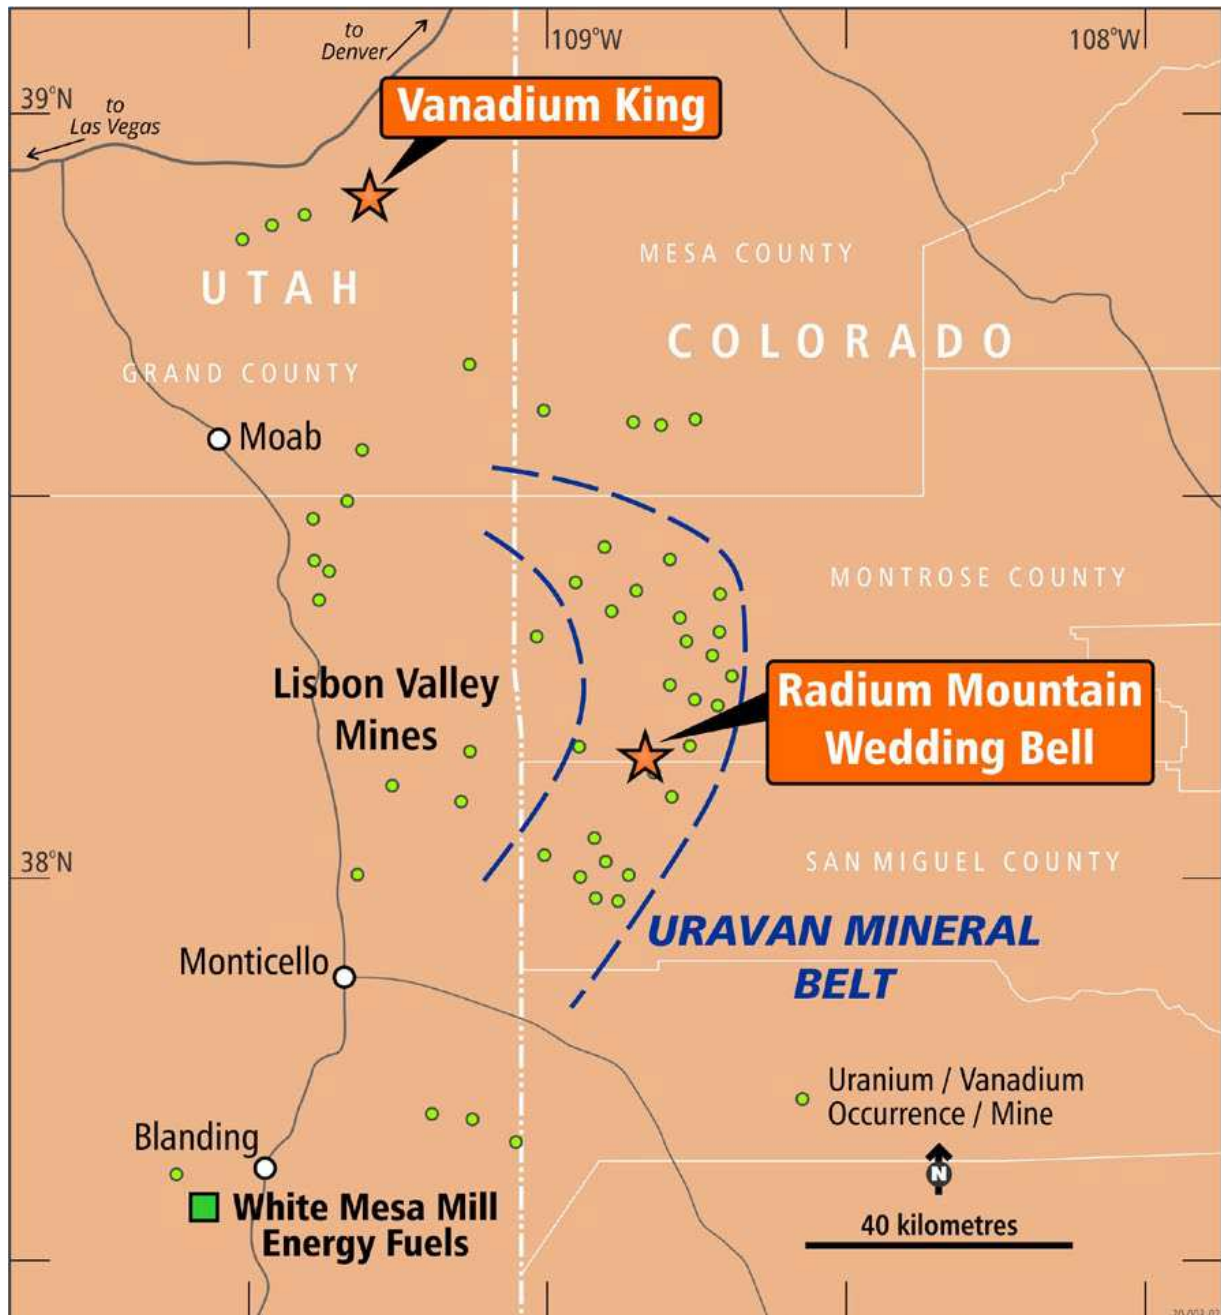 to
Denver
109°W
108°W
39°N
to
Las Vegas
Vanadium King
MESA COUNTY
UTAH
COLORADO
GRAND COUNTY
Moab
MONTROSE COUNTY
Lisbon Valley
Mines
Radium Mountain
Wedding Bell
38°N
SAN MIGUEL COUNTY
URAVAN MINERAL
BELT
Monticello
Uranium / Vanadium
Occurrence / Mine
Blanding
N
White Mesa Mill
Energy Fuels
40 kilometres